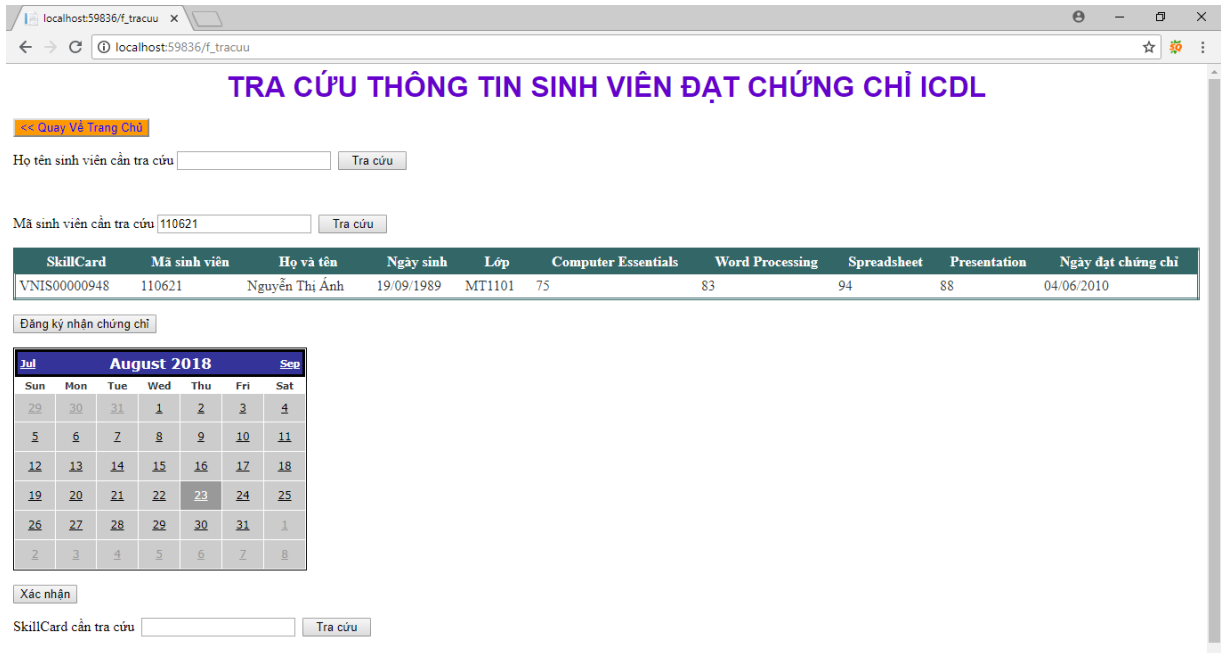 localhost:59836/f_tracuu
localhost:59836/f_tracuu
TRA CỨU THÔNG TIN SINH VIÊN ĐẠT CHỨNG CHỈ ICDL
<< Quay Về Trang Chủ
Họ tên sinh viên cần tra cứu Tra cứu
Mã sinh viên cần tra cứu 110621 Tra cứu
SkillCard Mã sinh viên Họ và tên Ngày sinh Lớp Computer Essentials Word Processing Spreadsheet Presentation Ngày đạt chứng chỉ
VNIS00000948 110621 Nguyễn Thị Ánh 19/09/1989 MT1101 75 83 94 88 04/06/2010
Đăng ký nhận chứng chỉ
Jul August 2018 Sep
Sun Mon Tue Wed Thu Fri Sat
29 30 31 1 2 3 4
5 6 7 8 9 10 11
12 13 14 15 16 17 18
19 20 21 22 23 24 25
26 27 28 29 30 31 1
2 3 4 5 6 7 8
Xác nhận
SkillCard cần tra cứu Tra cứu